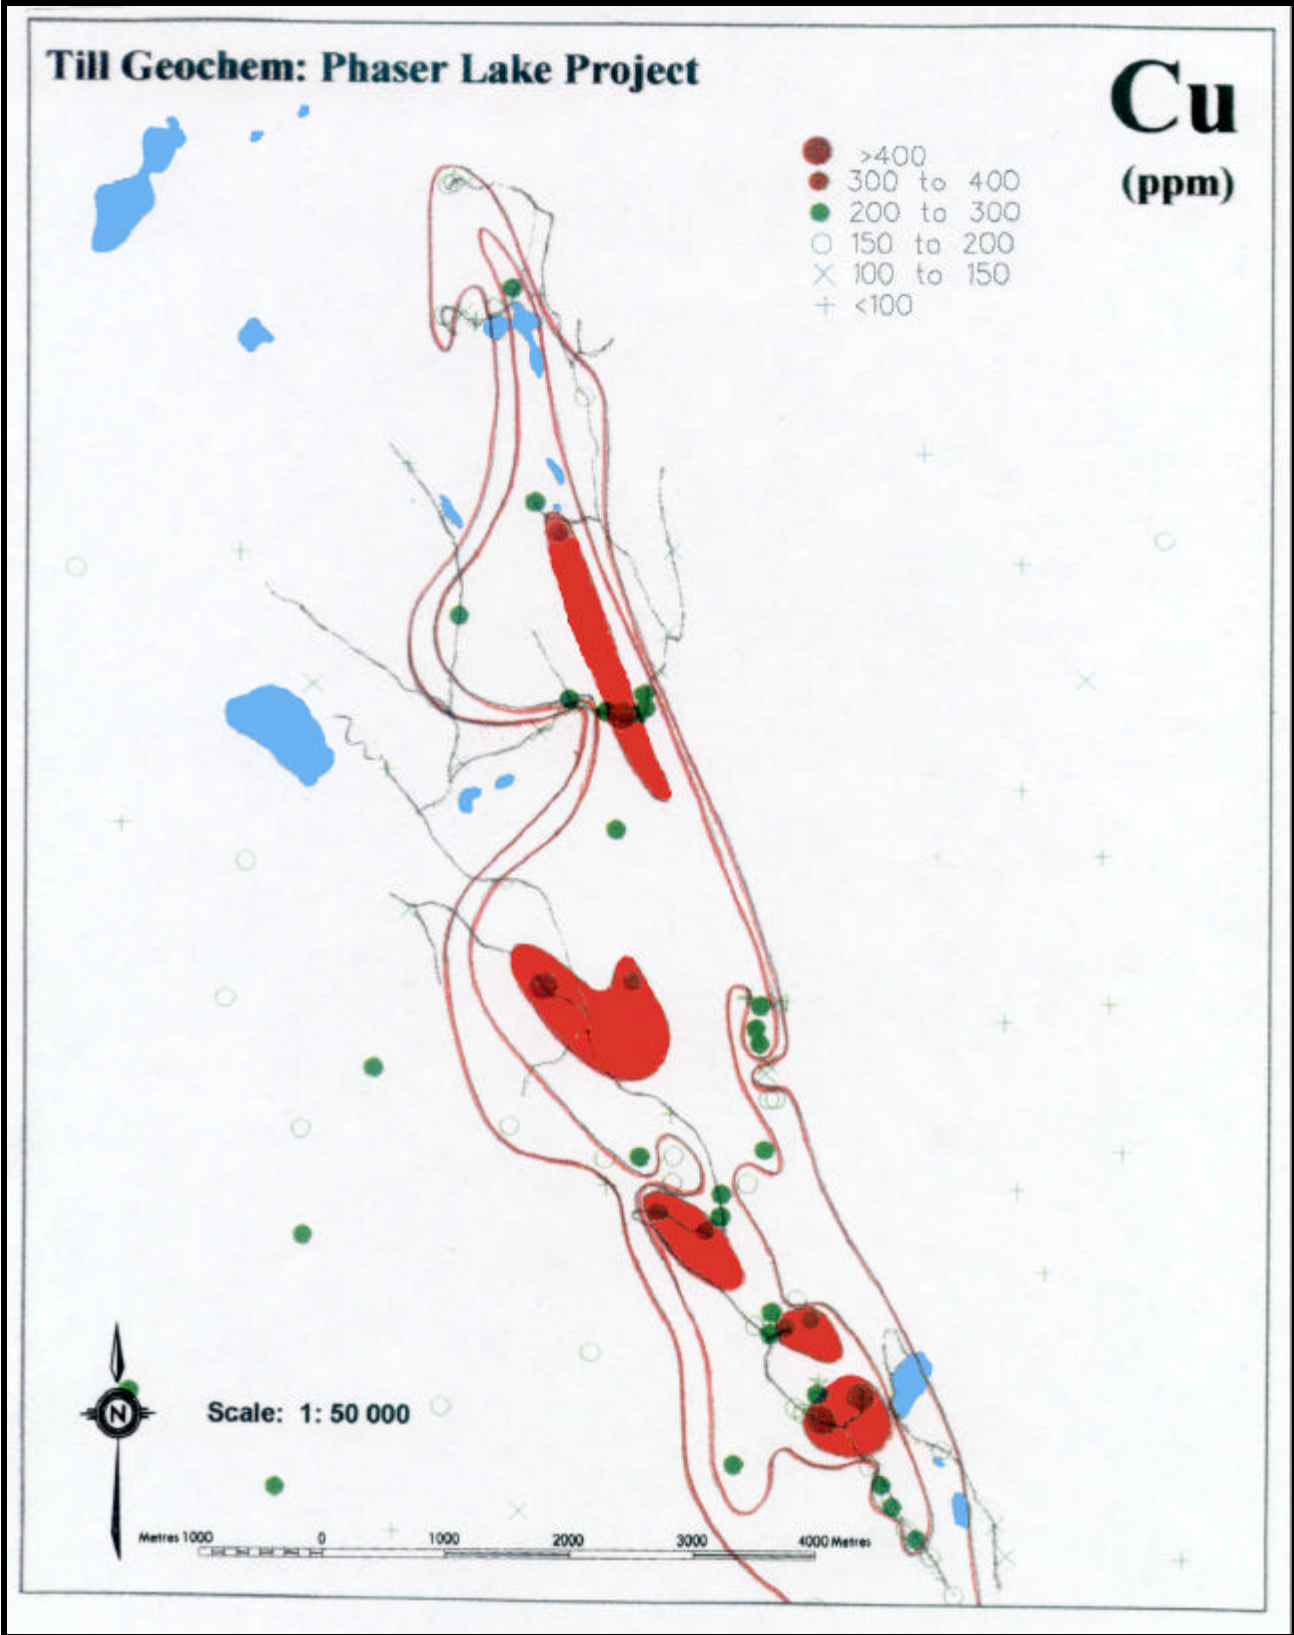 Till Geochem: Phaser Lake Project
Cu
(ppm)
>400
300 to 400
200 to 300
150 to 200
100 to 150
<100
N
Scale: 1: 50 000
Metres 1000 0 1000 2000 3000 4000 Metres